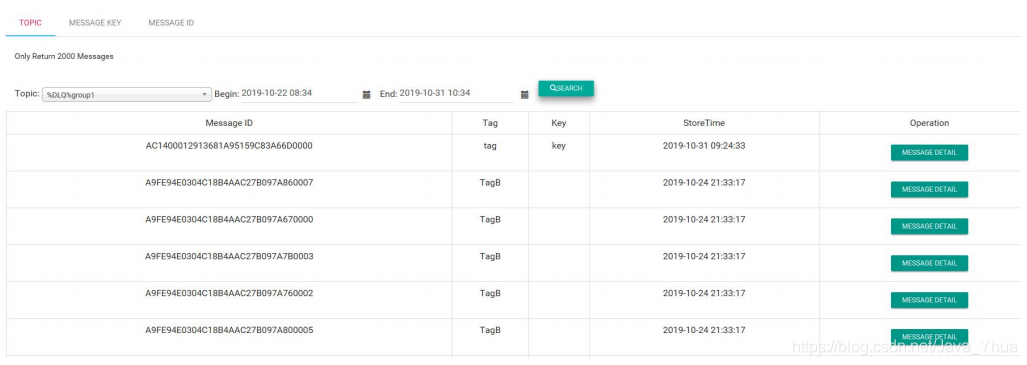 TOPIC MESSAGE KEY MESSAGE ID
Only Return 2000 Messages
Topic: %DLQ%group1 Begin: 2019-10-22 08:34 End: 2019-10-31 10:34 SEARCH
Message ID Tag Key StoreTime Operation
AC1400012913681A95159C83A66D0000 tag key 2019-10-31 09:24:33 MESSAGE DETAIL
A9FE94E0304C18B4AAC27B097A860007 TagB 2019-10-24 21:33:17 MESSAGE DETAIL
A9FE94E0304C18B4AAC27B097A670000 TagB 2019-10-24 21:33:17 MESSAGE DETAIL
A9FE94E0304C18B4AAC27B097A7B0003 TagB 2019-10-24 21:33:17 MESSAGE DETAIL
A9FE94E0304C18B4AAC27B097A760002 TagB 2019-10-24 21:33:17 MESSAGE DETAIL
A9FE94E0304C18B4AAC27B097A800005 TagB 2019-10-24 21:33:17 MESSAGE DETAIL
https://blog.csdn.net/Java_Yhua